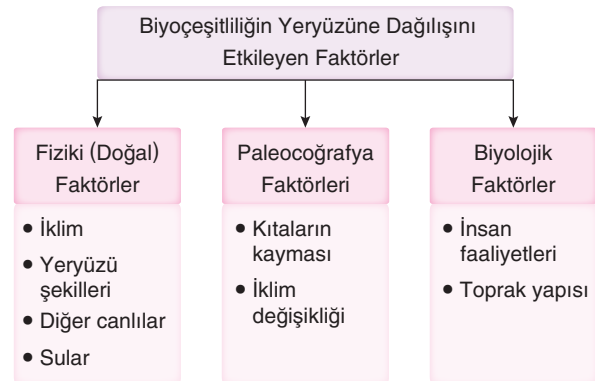 Biyoçeşitliliğin Yeryüzüne Dağılışını
Etkileyen Faktörler
Fiziki (Doğal)
Faktörler
• İklim
• Yeryüzü
şekilleri
• Diğer canlılar
• Sular
Paleocoğrafya
Faktörleri
• Kıtaların
kayması
• İklim
değişikliği
Biyolojik
Faktörler
• İnsan
faaliyetleri
• Toprak yapısı